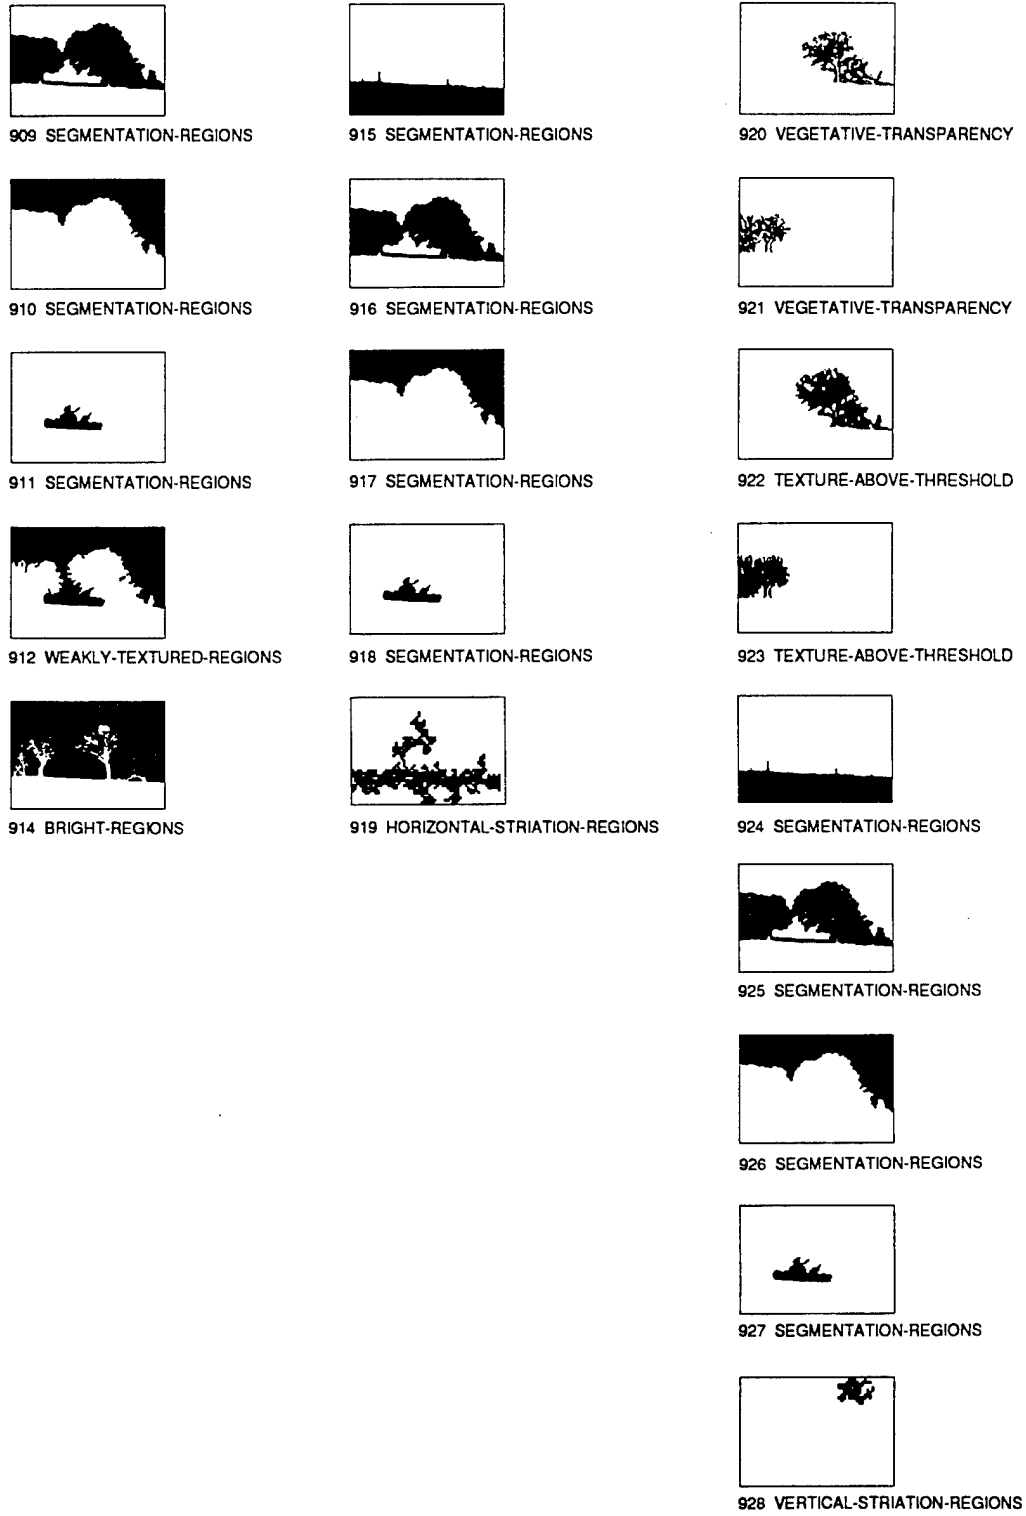 909 SEGMENTATION-REGIONS
910 SEGMENTATION-REGIONS
911 SEGMENTATION-REGIONS
912 WEAKLY-TEXTURED-REGIONS
914 BRIGHT-REGIONS
915 SEGMENTATION-REGIONS
916 SEGMENTATION-REGIONS
917 SEGMENTATION-REGIONS
918 SEGMENTATION-REGIONS
919 HORIZONTAL-STRIATION-REGIONS
920 VEGETATIVE-TRANSPARENCY
921 VEGETATIVE-TRANSPARENCY
922 TEXTURE-ABOVE-THRESHOLD
923 TEXTURE-ABOVE-THRESHOLD
924 SEGMENTATION-REGIONS
925 SEGMENTATION-REGIONS
926 SEGMENTATION-REGIONS
927 SEGMENTATION-REGIONS
928 VERTICAL-STRIATION-REGIONS